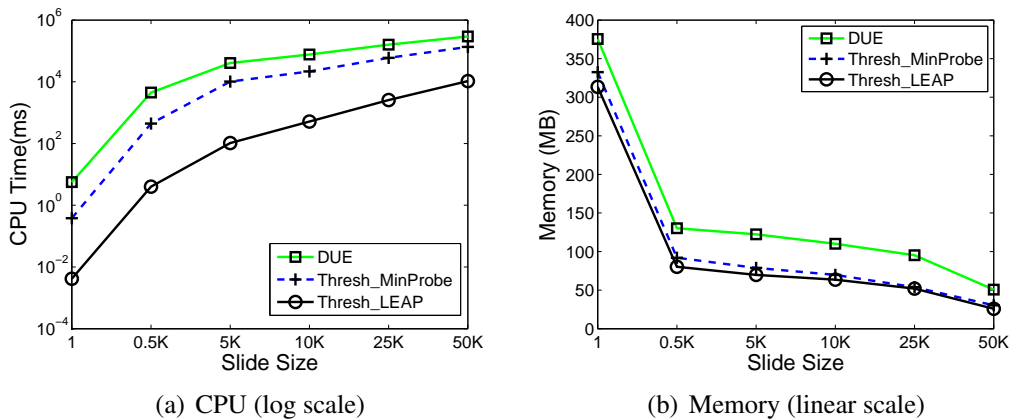 10^6
10^4
10^2
10^0
10^−2
10^−4
CPU Time(ms)
DUE
Thresh_MinProbe
Thresh_LEAP
1 0.5K 5K 10K 25K 50K
Slide Size
(a) CPU (log scale)
400
350
300
250
200
150
100
50
0
Memory (MB)
DUE
Thresh_MinProbe
Thresh_LEAP
1 0.5K 5K 10K 25K 50K
Slide Size
(b) Memory (linear scale)